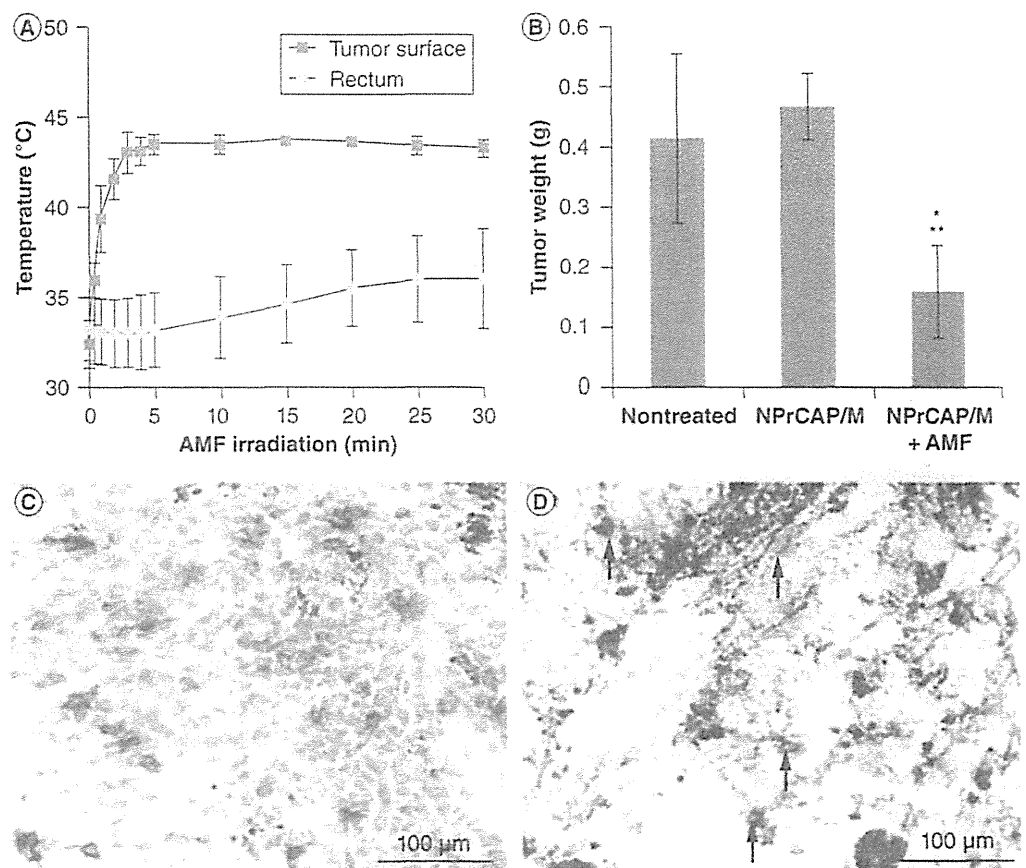 A
50
45
40
35
30
Temperature (°C)
Tumor surface
Rectum
0 5 10 15 20 25 30
AMF irradiation (min)
B
0.6
0.5
0.4
0.3
0.2
0.1
0
Tumor weight (g)
*
**
Nontreated NPrCAP/M NPrCAP/M
+ AMF
C
100 µm
D
100 µm